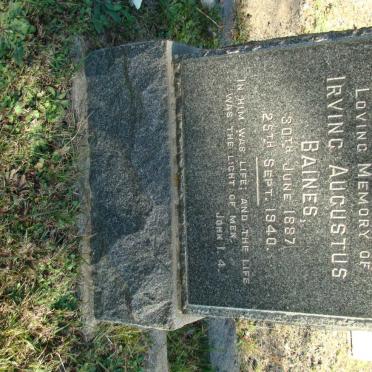 LOVING MEMORY OF
IRVING AUGUSTUS
BAINES,
30TH JUNE 1887
25TH SEPT. 1940.
IN HIM WAS LIFE, AND THE LIFE
WAS THE LIGHT OF MEN.
JOHN 1. 4.